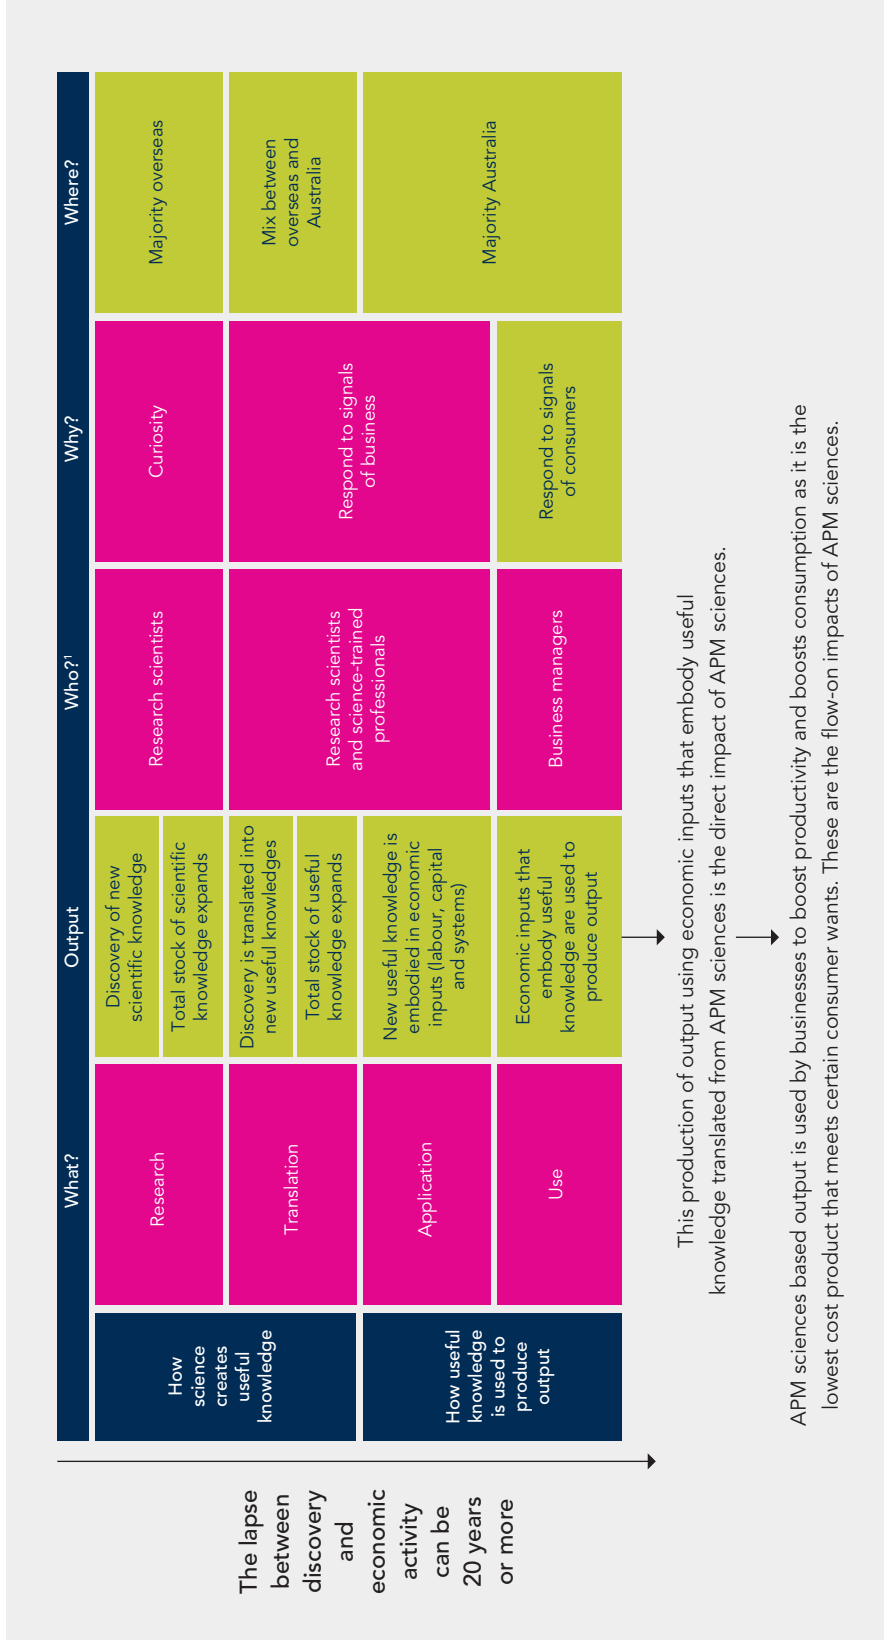 What?
Output
Who?¹
Why?
Where?
The lapse
between
discovery
and
economic
activity
can be
20 years
or more
How
science
creates
useful
knowledge
Research
Discovery of new
scientific knowledge
Total stock of scientific
knowledge expands
Research scientists
Curiosity
Majority overseas
Translation
Discovery is translated into
new useful knowledges
Total stock of useful
knowledge expands
Research scientists
and science-trained
professionals
Respond to signals
of business
Mix between
overseas and
Australia
How useful
knowledge
is used to
produce
output
Application
New useful knowledge is
embodied in economic
inputs (labour, capital
and systems)
Majority Australia
Use
Economic inputs that
embody useful
knowledge are used to
produce output
Business managers
Respond to signals
of consumers
This production of output using economic inputs that embody useful
knowledge translated from APM sciences is the direct impact of APM sciences.
APM sciences based output is used by businesses to boost productivity and boosts consumption as it is the
lowest cost product that meets certain consumer wants. These are the flow-on impacts of APM sciences.